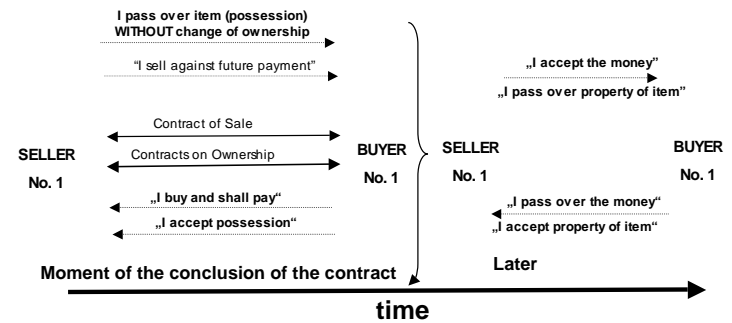 I pass over item (possession)
WITHOUT change of ownership
“I sell against future payment”
Contract of Sale
Contracts on Ownership
SELLER
No. 1
BUYER
No. 1
„I buy and shall pay“
„I accept possession“
Moment of the conclusion of the contract
„I accept the money”
„I pass over property of item”
SELLER
No. 1
BUYER
No. 1
„I pass over the money“
„I accept property of item“
Later
time